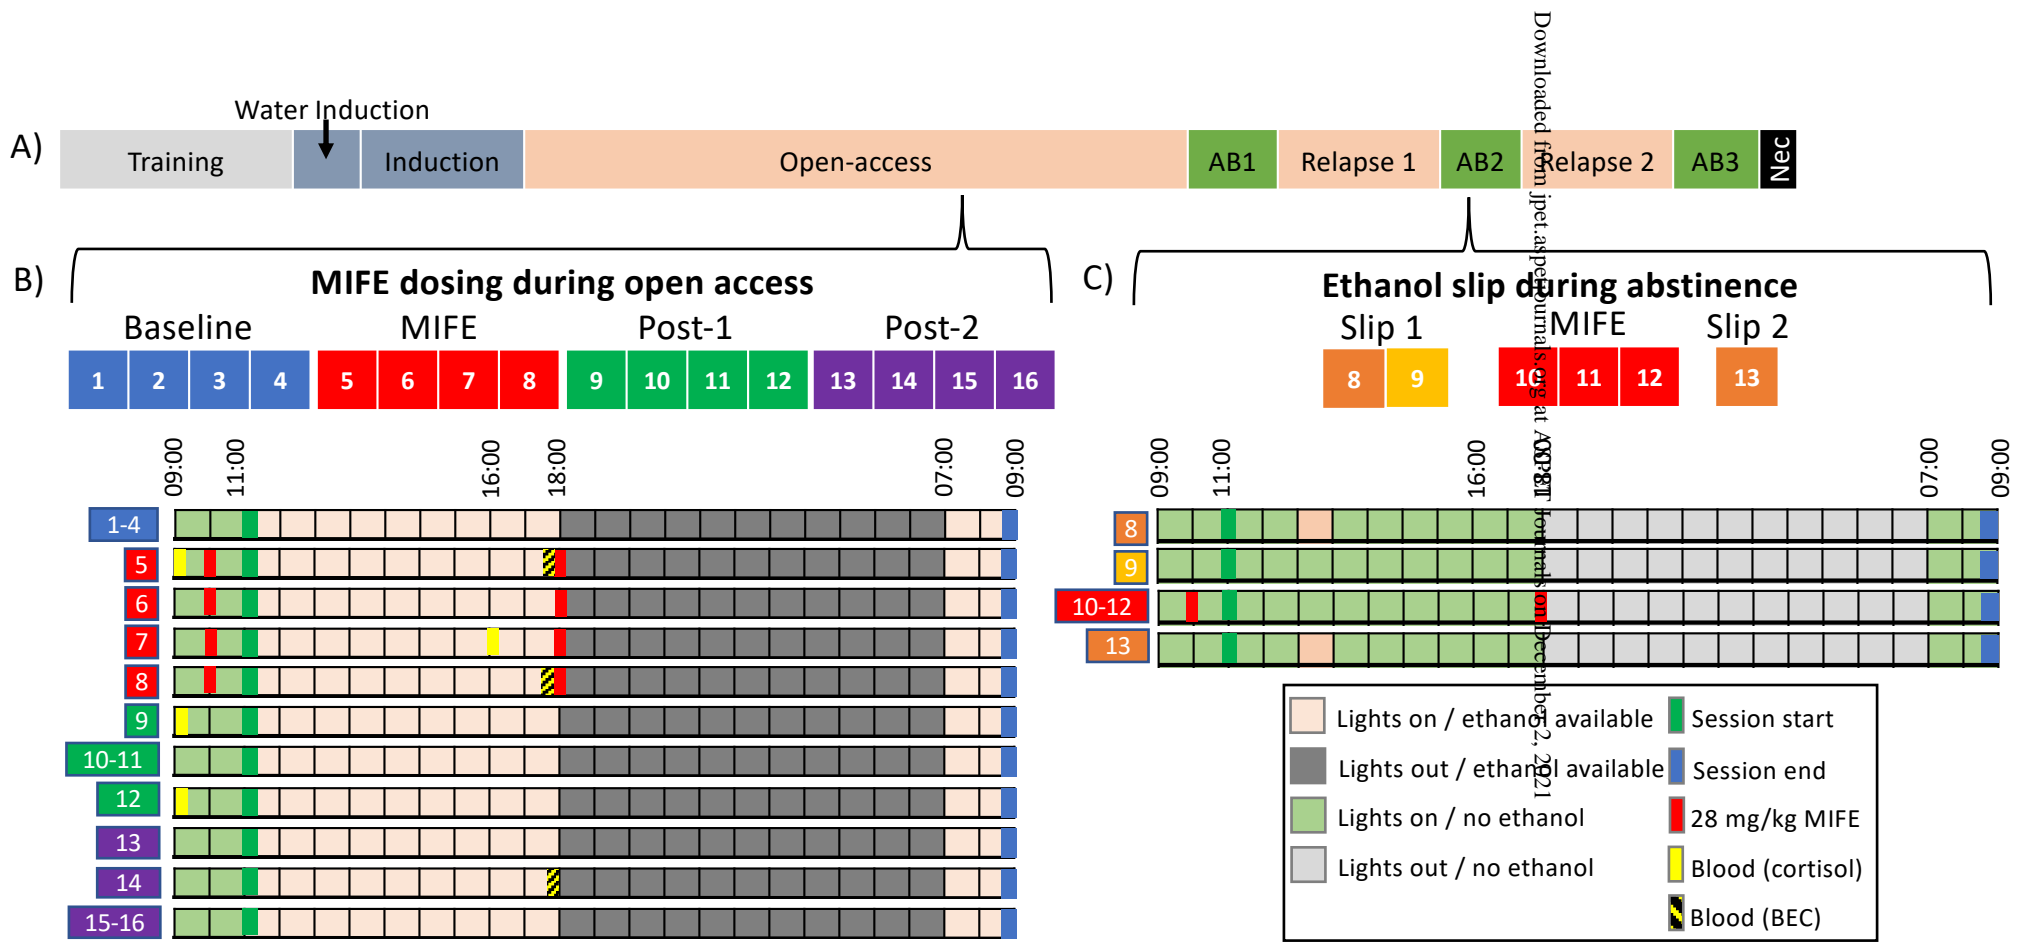 Water Induction
A)
Training
Induction
Open-access
AB1
Relapse 1
AB2
Relapse 2
AB3
Nec
B)
MIFE dosing during open access
Baseline
MIFE
Post-1
Post-2
1 2 3 4 5 6 7 8 9 10 11 12 13 14 15 16
09:00
11:00
16:00
18:00
07:00
09:00
1-4
5
6
7
8
9
10-11
12
13
14
15-16
C)
Ethanol slip during abstinence
Slip 1
MIFE
Slip 2
8 9 10 11 12 13
09:00
11:00
16:00
07:00
09:00
8
9
10-12
13
Lights on / ethanol available
Lights out / ethanol available
Lights on / no ethanol
Lights out / no ethanol
Session start
Session end
28 mg/kg MIFE
Blood (cortisol)
Blood (BEC)
Downloaded from jpet.aspetjournals.org at ASPET Journals on December 2, 2021